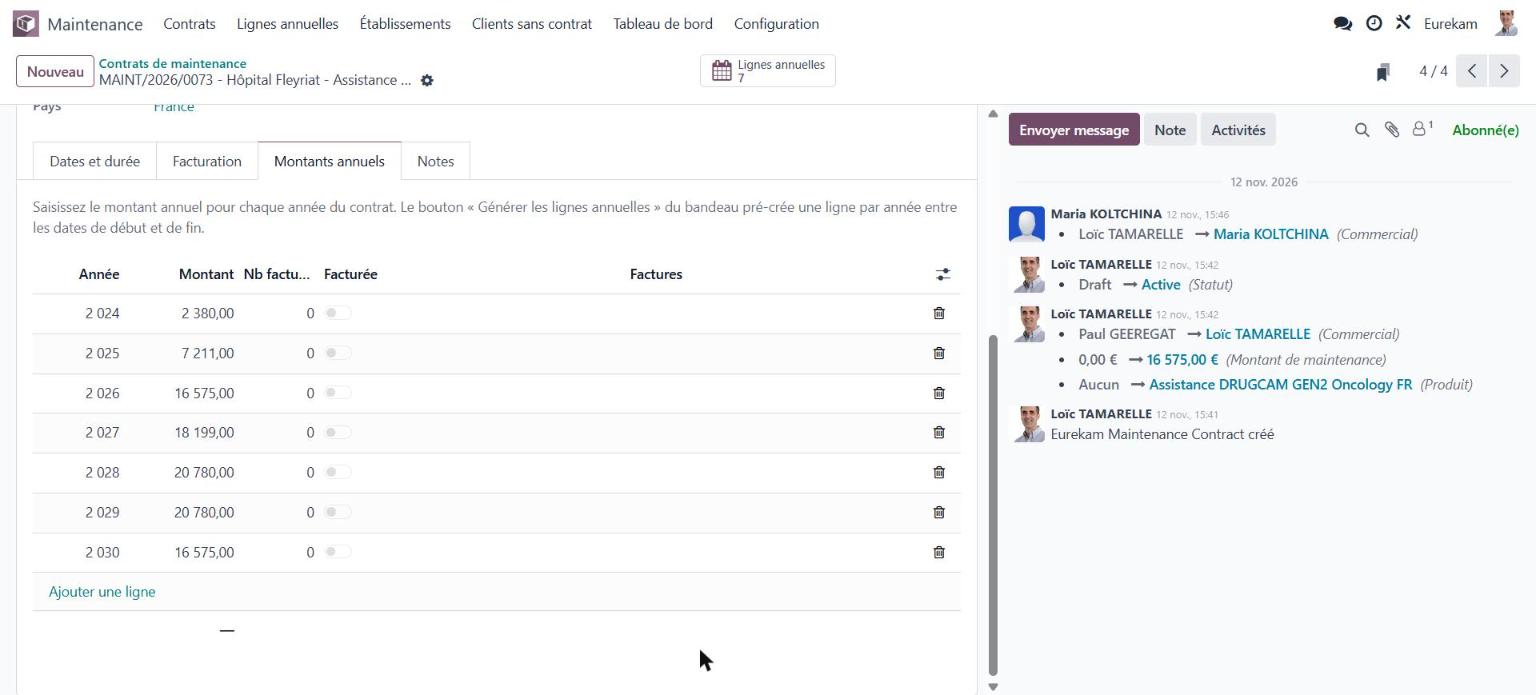 Maintenance Contrats Lignes annuelles Établissements Clients sans contrat Tableau de bord Configuration Eurekam
Nouveau
Contrats de maintenance
MAINT/2026/0073 - Hôpital Fleyriat - Assistance ...
Lignes annuelles
7
4 / 4
Pays France
Dates et durée Facturation Montants annuels Notes
Saisissez le montant annuel pour chaque année du contrat. Le bouton « Générer les lignes annuelles » du bandeau pré-crée une ligne par année entre
les dates de début et de fin.
Année Montant Nb factu... Facturée Factures
2 024 2 380,00 0
2 025 7 211,00 0
2 026 16 575,00 0
2 027 18 199,00 0
2 028 20 780,00 0
2 029 20 780,00 0
2 030 16 575,00 0
Ajouter une ligne
—
Envoyer message Note Activités 1 Abonné(e)
12 nov. 2026
Maria KOLTCHINA 12 nov., 15:46
• Loïc TAMARELLE → Maria KOLTCHINA (Commercial)
Loïc TAMARELLE 12 nov., 15:42
• Draft → Active (Statut)
Loïc TAMARELLE 12 nov., 15:42
• Paul GEEREGAT → Loïc TAMARELLE (Commercial)
• 0,00 € → 16 575,00 € (Montant de maintenance)
• Aucun → Assistance DRUGCAM GEN2 Oncology FR (Produit)
Loïc TAMARELLE 12 nov., 15:41
Eurekam Maintenance Contract créé